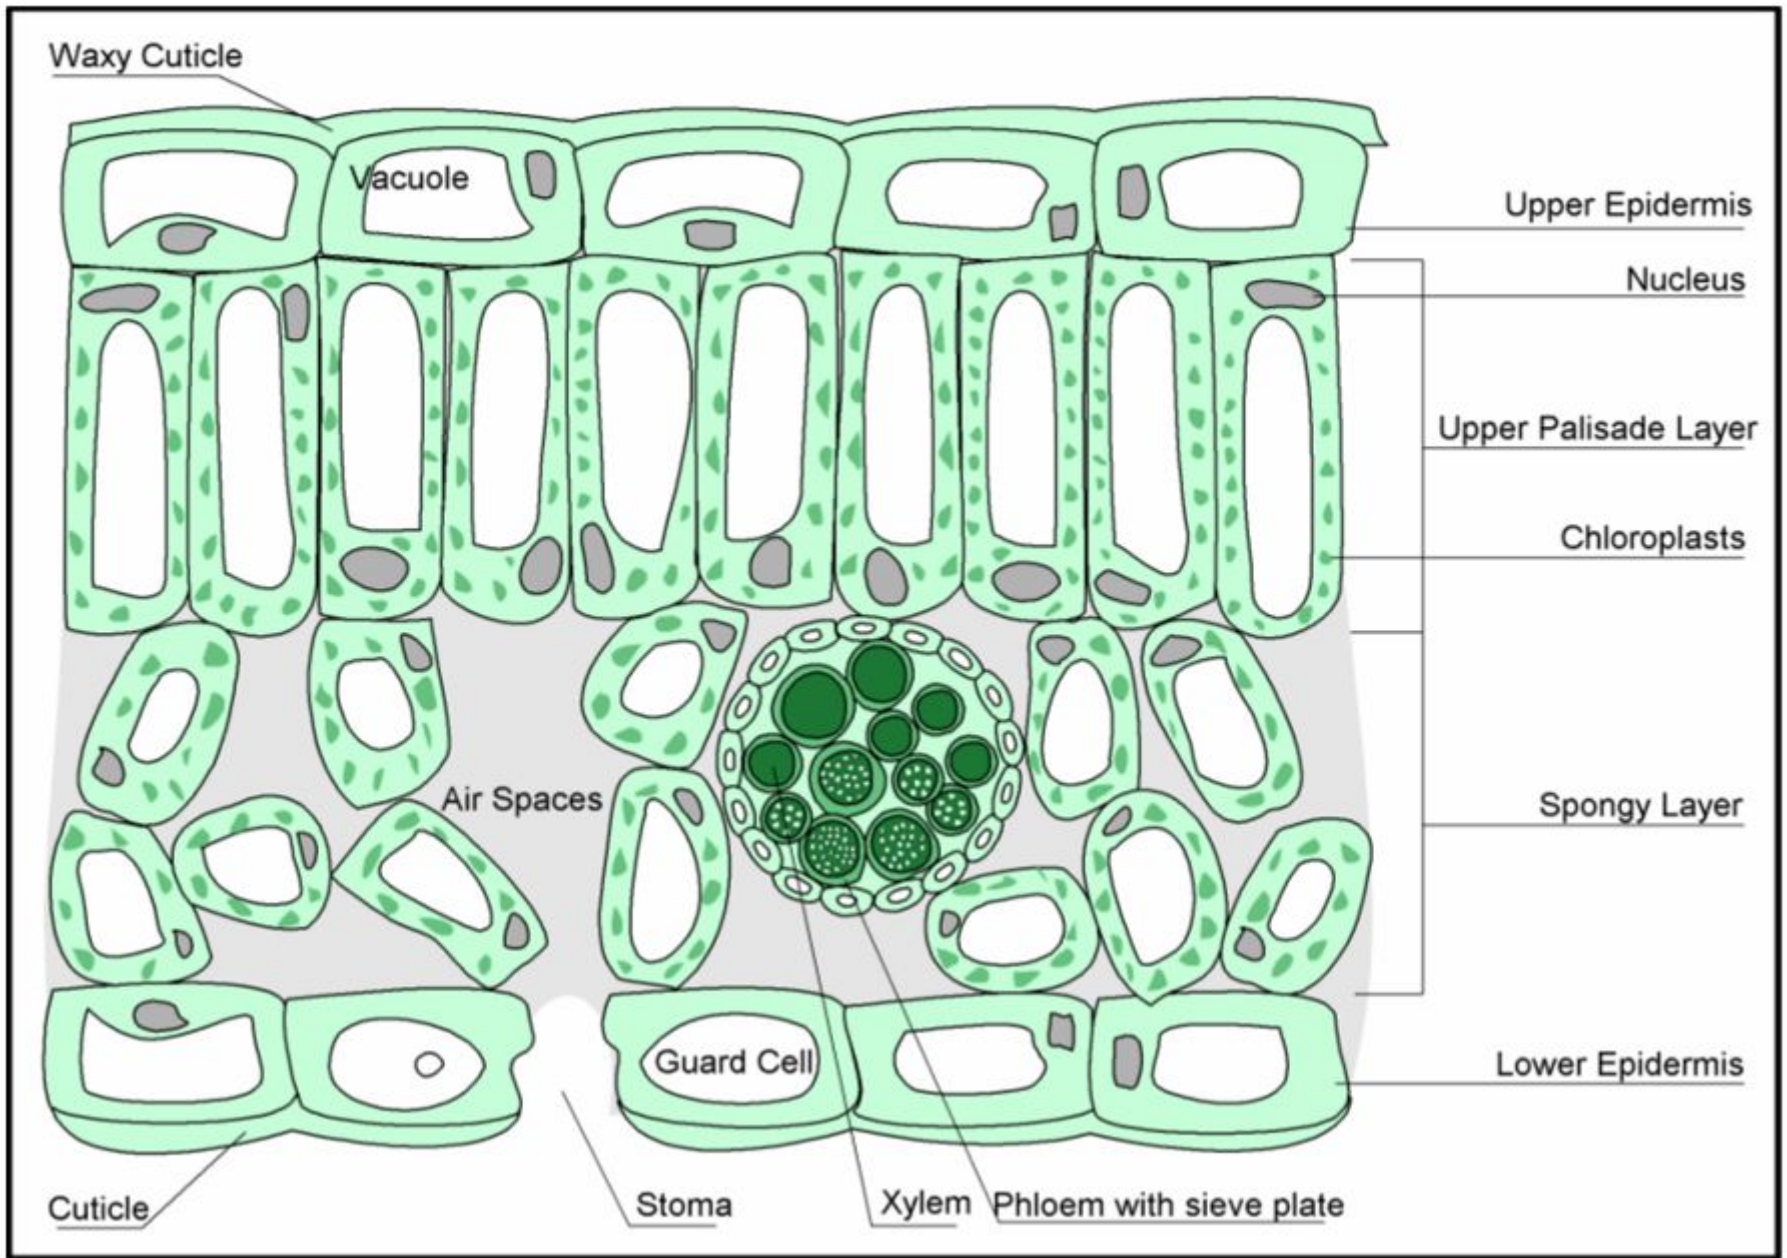 Waxy Cuticle
Vacuole
Upper Epidermis
Nucleus
Upper Palisade Layer
Chloroplasts
Air Spaces
Spongy Layer
Guard Cell
Lower Epidermis
Cuticle
Stoma
Xylem
Phloem with sieve plate